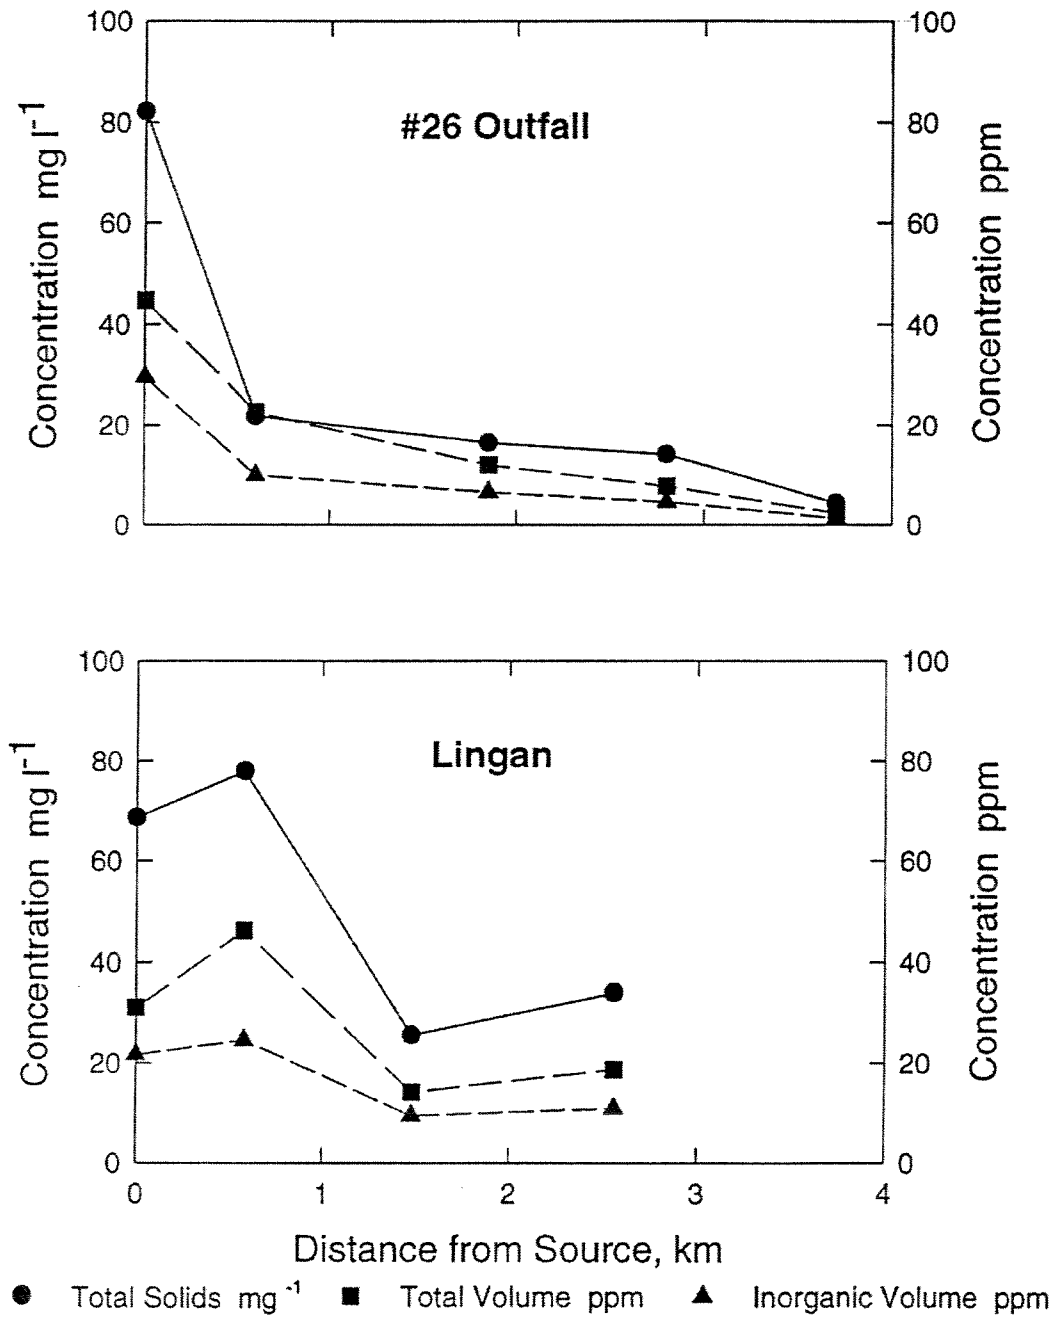 100 100
80 80
#26 Outfall
60 60
40 40
20 20
0 0
Concentration mg l-1
Concentration ppm
100 100
Lingan
80 80
60 60
40 40
20 20
0 0
Concentration mg l-1
Concentration ppm
0 1 2 3 4
Distance from Source, km
Total Solids mg -1 Total Volume ppm Inorganic Volume ppm